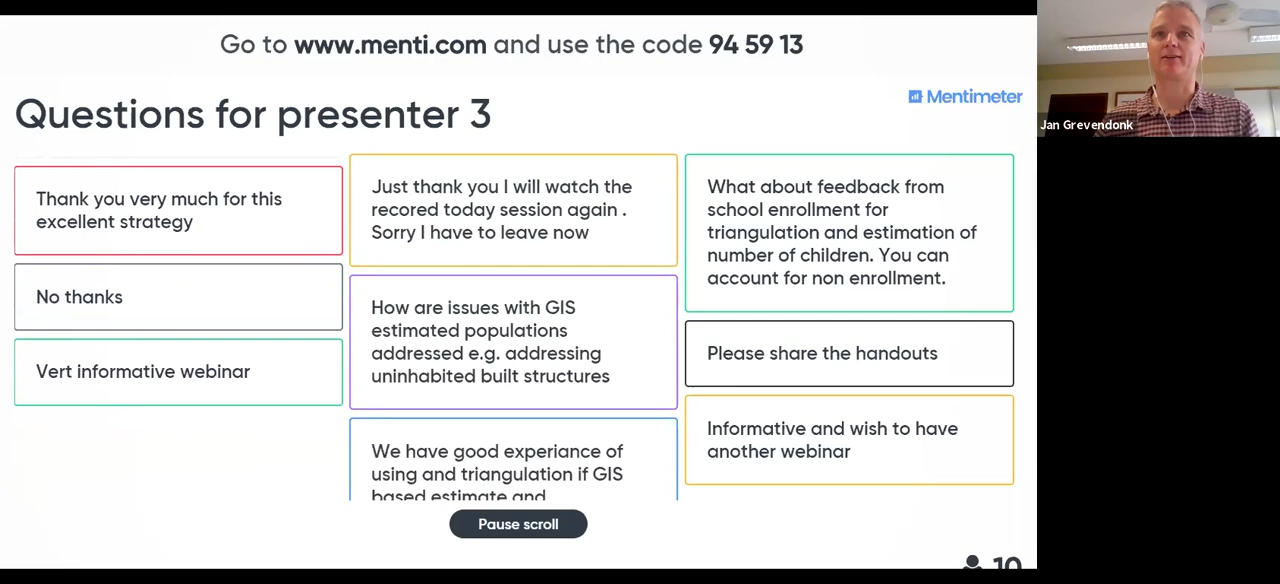 Go to www.menti.com and use the code 94 59 13
Mentimeter
Questions for presenter 3
Thank you very much for this
excellent strategy
No thanks
Vert informative webinar
Just thank you I will watch the
recored today session again .
Sorry I have to leave now
How are issues with GIS
estimated populations
addressed e.g. addressing
uninhabited built structures
We have good experiance of
using and triangulation if GIS
based estimate and
What about feedback from
school enrollment for
triangulation and estimation of
number of children. You can
account for non enrollment.
Please share the handouts
Informative and wish to have
another webinar
Pause scroll
10
Jan Grevendonk